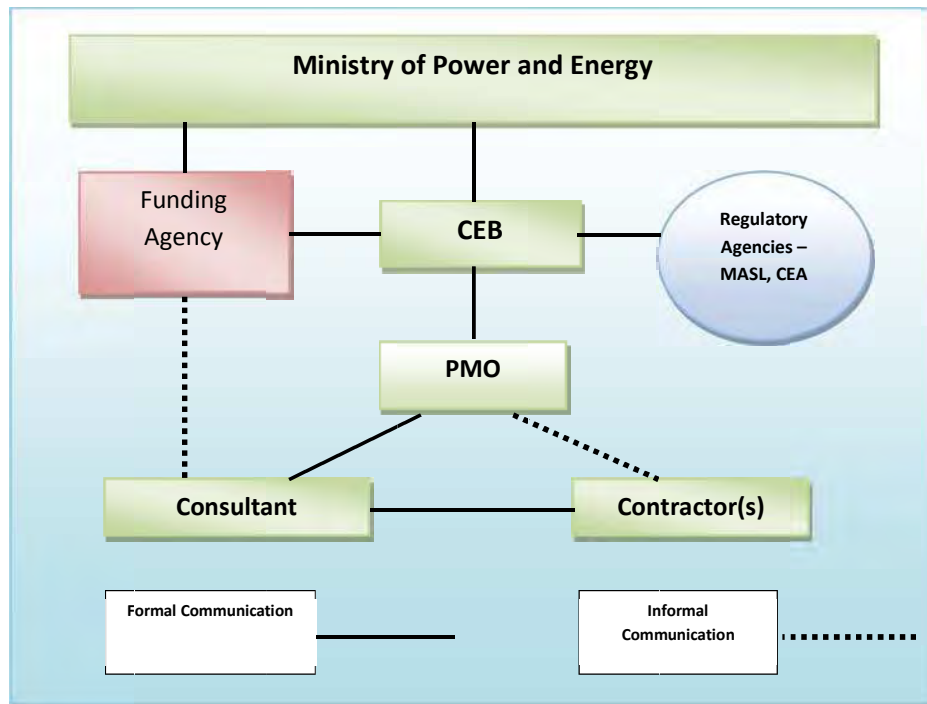 Ministry of Power and Energy
Funding
Agency
CEB
Regulatory
Agencies –
MASL, CEA
PMO
Consultant
Contractor(s)
Formal Communication
Informal
Communication